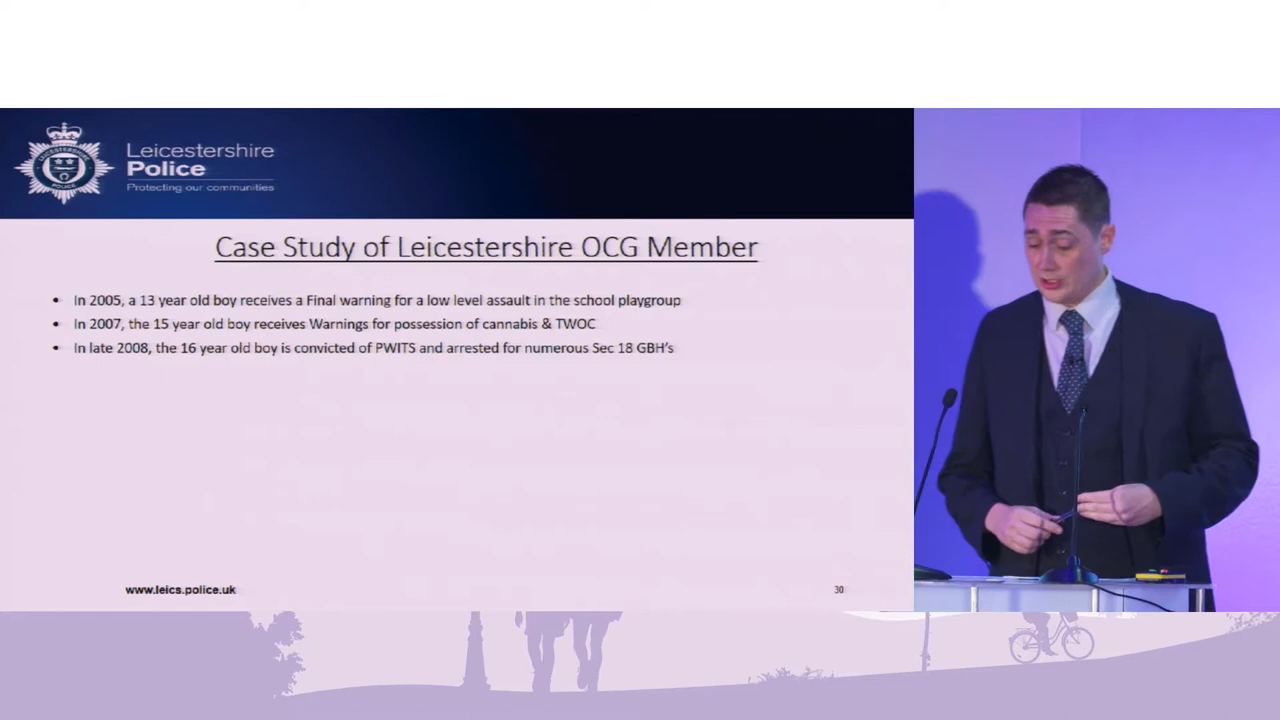 Leicestershire
Police
Protecting our communities
Case Study of Leicestershire OCG Member
• In 2005, a 13 year old boy receives a Final warning for a low level assault in the school playgroup
• In 2007, the 15 year old boy receives Warnings for possession of cannabis & TWOC
• In late 2008, the 16 year old boy is convicted of PWITS and arrested for numerous Sec 18 GBH's
www.leics.police.uk
30